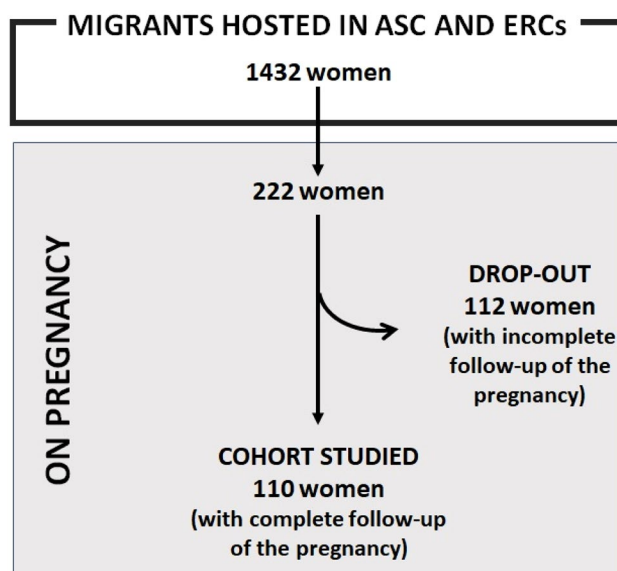 MIGRANTS HOSTED IN ASC AND ERCs
1432 women
222 women
ON PREGNANCY
DROP-OUT
112 women
(with incomplete
follow-up of the
pregnancy)
COHORT STUDIED
110 women
(with complete follow-up
of the pregnancy)